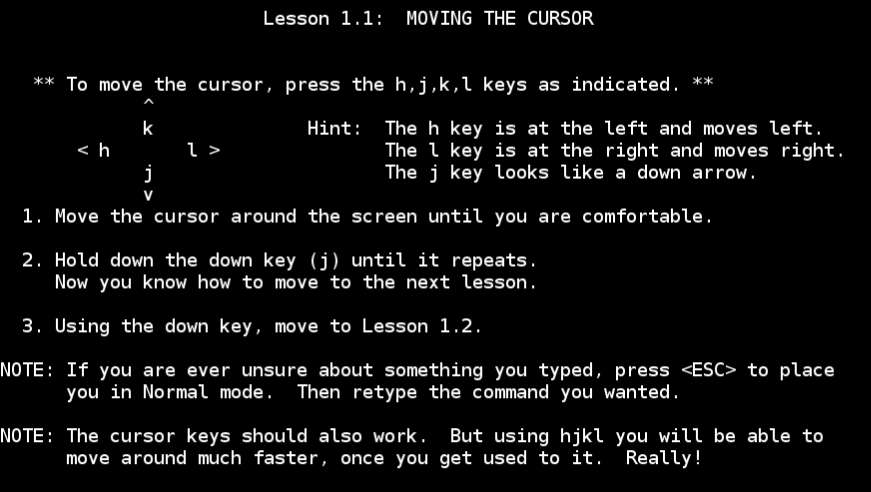 Lesson 1.1:  MOVING THE CURSOR
** To move the cursor, press the h,j,k,l keys as indicated. **
^
k              Hint:  The h key is at the left and moves left.
< h       l >               The l key is at the right and moves right.
j                     The j key looks like a down arrow.
v
1. Move the cursor around the screen until you are comfortable.
2. Hold down the down key (j) until it repeats.
Now you know how to move to the next lesson.
3. Using the down key, move to Lesson 1.2.
NOTE: If you are ever unsure about something you typed, press <ESC> to place
you in Normal mode.  Then retype the command you wanted.
NOTE: The cursor keys should also work.  But using hjkl you will be able to
move around much faster, once you get used to it.  Really!